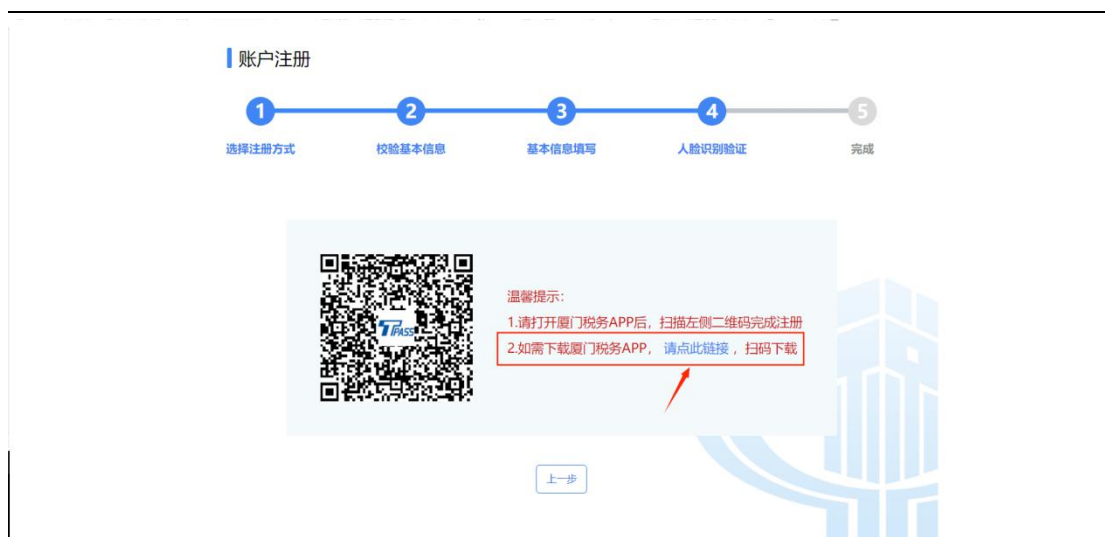 账户注册
1 2 3 4 5
选择注册方式 校验基本信息 基本信息填写 人脸识别验证 完成
温馨提示：
1.请打开厦门税务APP后，扫描左侧二维码完成注册
TPASS
2.如需下载厦门税务APP， 请点此链接 ，扫码下载
上一步